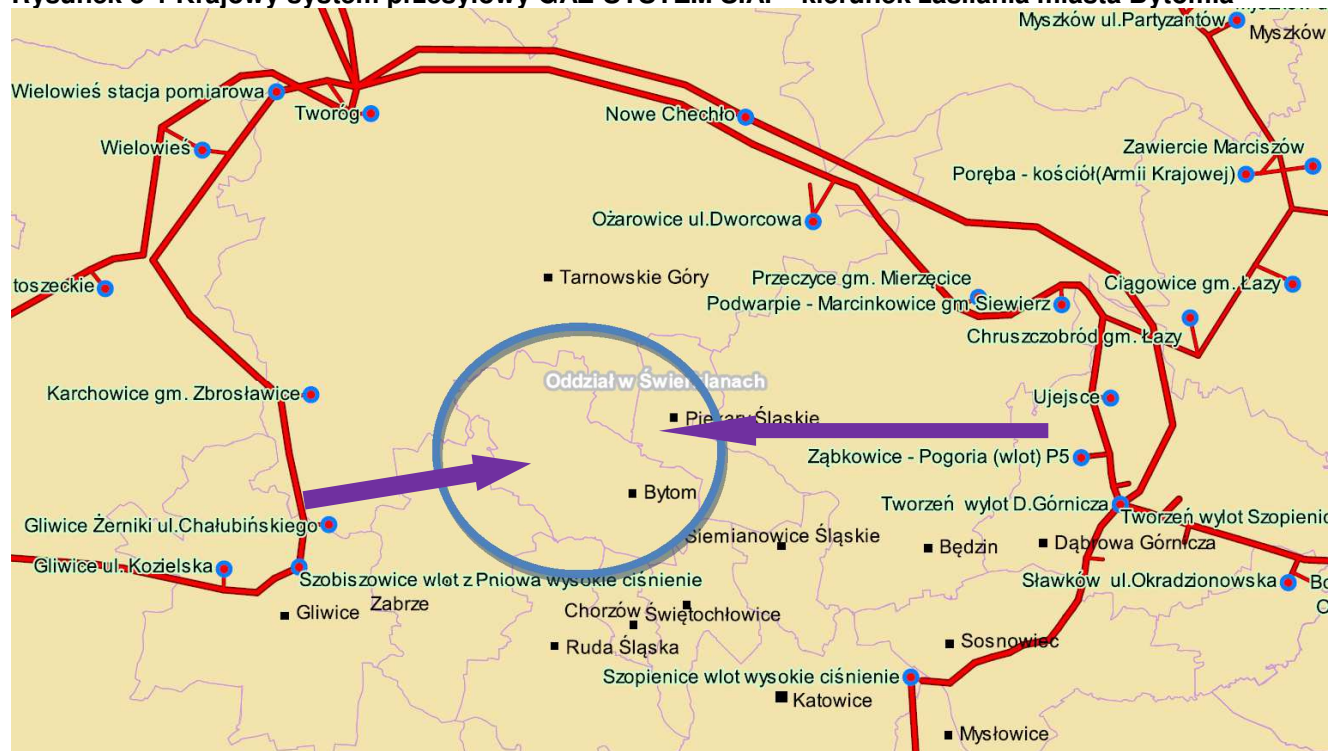 Myszków ul.Partyzantów
Myszków
Wielowieś stacja pomiarowa
Tworóg
Nowe Chechło
Wielowieś
Zawiercie Marciszów
Poręba - kościół(Armii Krajowej)
Ożarowice ul.Dworcowa
Tarnowskie Góry
Przeczyce gm. Mierzęcice
Ciągowice gm. Łazy
toszeckie
Podwarpie - Marcinkowice gm Siewierz
Chruszczobród gm. Łazy
Oddział w
Karchowice gm. Zbrosławice
Ujejsce
Piekary Śląskie
Ząbkowice - Pogoria (wlot) P5
Bytom
Tworzeń wylot D.Górnicza
Tworzeń wylot Szopienic
Gliwice Żerniki ul.Chałubińskiego
Siemianowice Śląskie
Będzin
Dąbrowa Górnicza
Gliwice ul. Kozielska
Szobiszowice wlot z Pniowa wysokie ciśnienie
Sławków ul.Okradzionowska
Gliwice
Zabrze
Chorzów
Świętochłowice
Ruda Śląska
Sosnowiec
Szopienice wlot wysokie ciśnienie
Katowice
Mysłowice